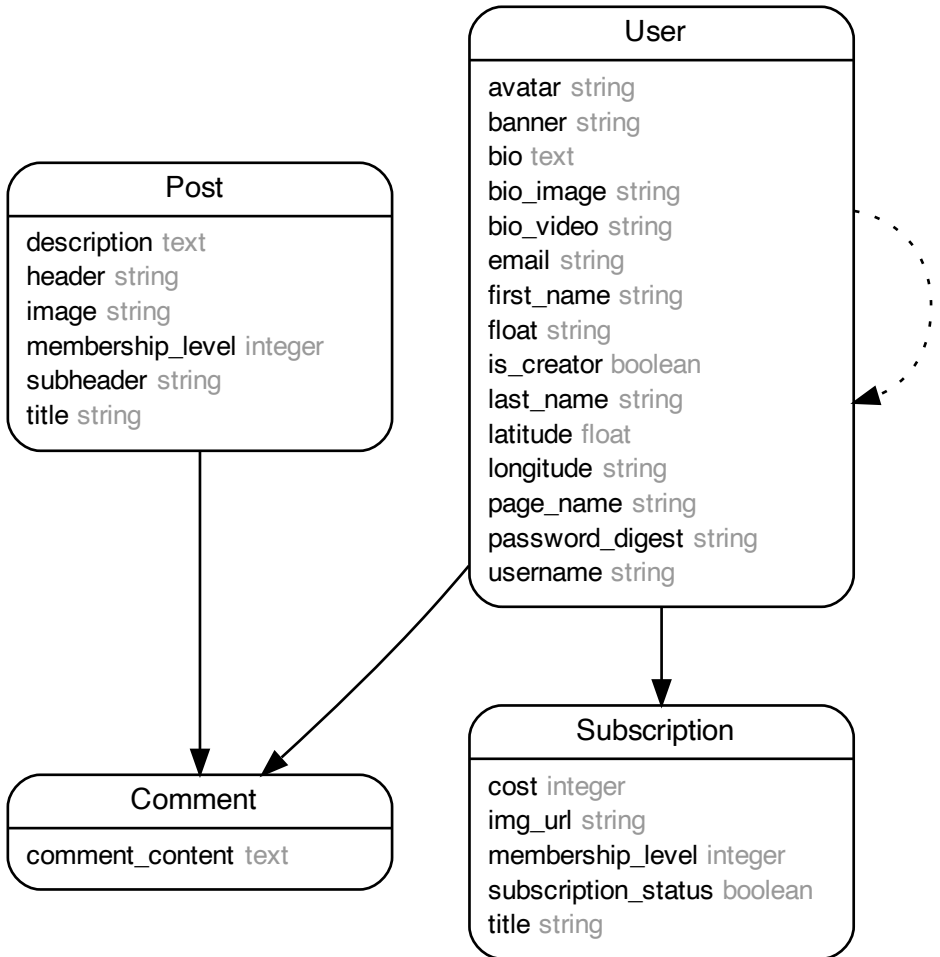 User
avatar string
banner string
bio text
bio_image string
bio_video string
email string
first_name string
float string
is_creator boolean
last_name string
latitude float
longitude string
page_name string
password_digest string
username string
Post
description text
header string
image string
membership_level integer
subheader string
title string
Comment
comment_content text
Subscription
cost integer
img_url string
membership_level integer
subscription_status boolean
title string